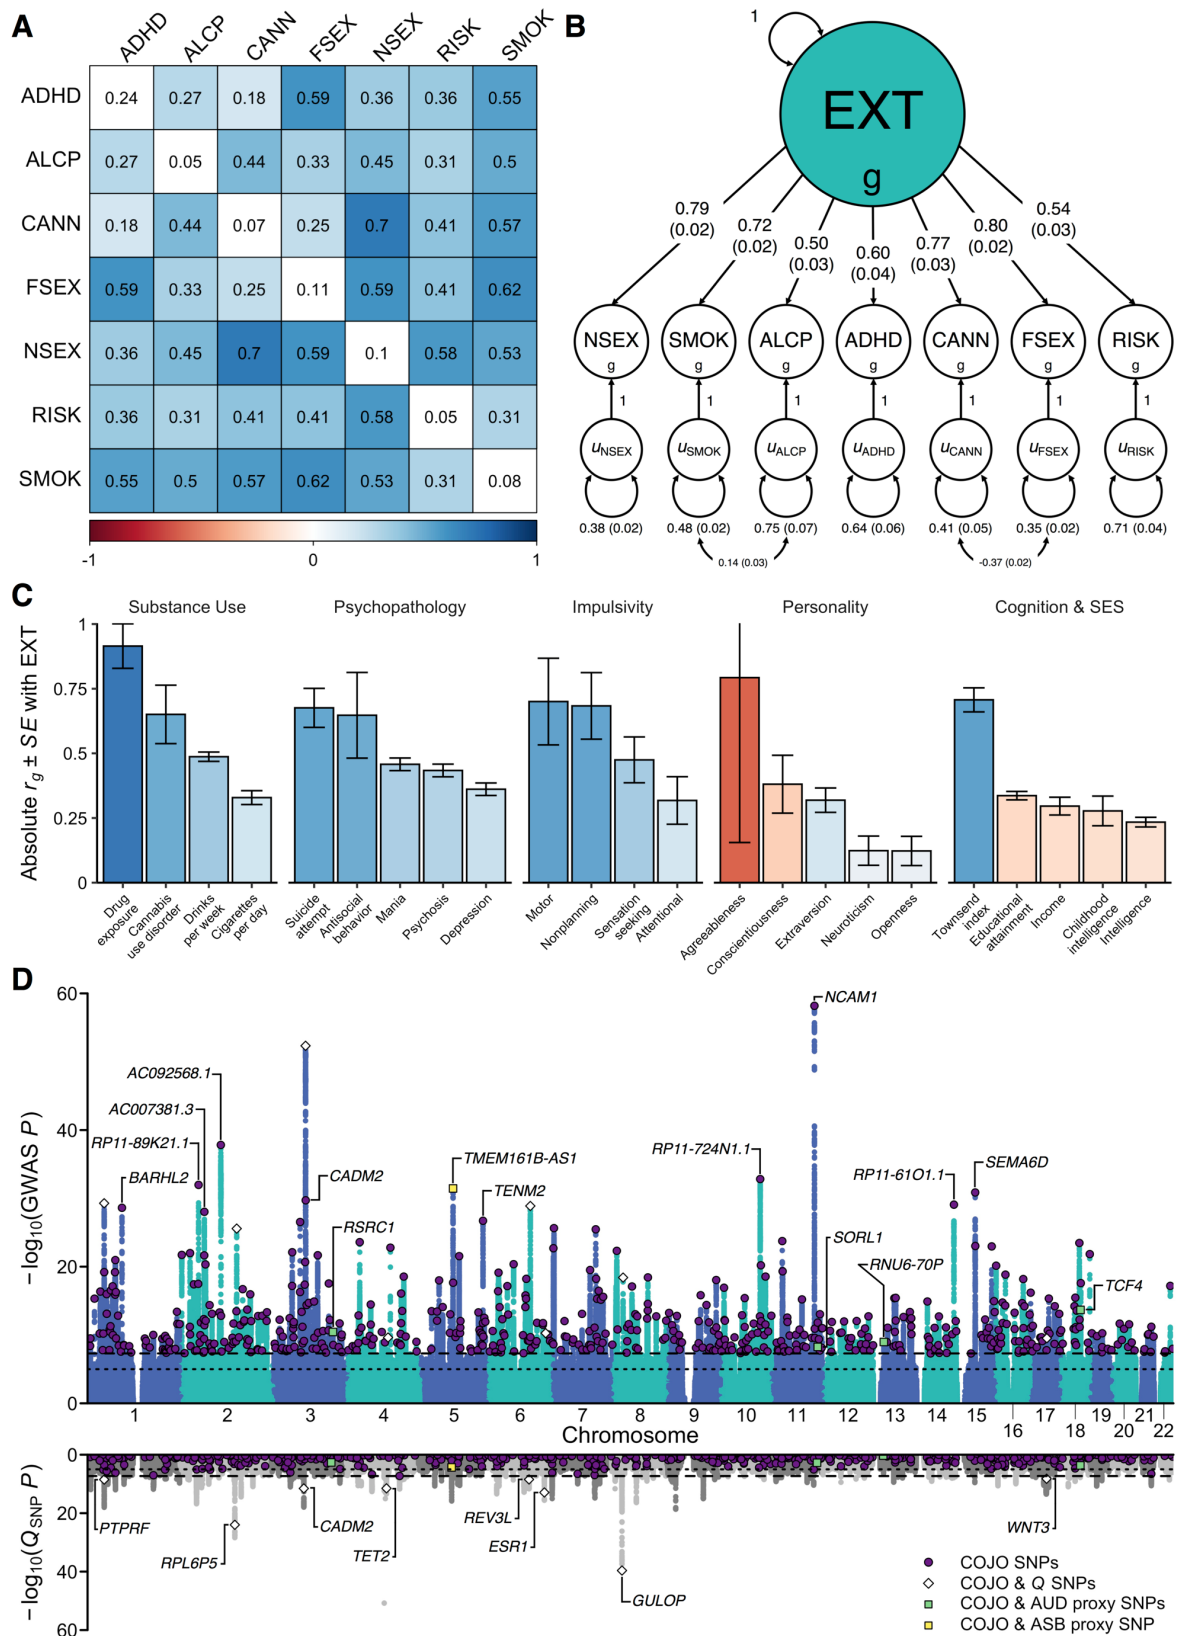 A
ADHD ALCP CANN FSEX NSEX RISK SMOK
ADHD 0.24 0.27 0.18 0.59 0.36 0.36 0.55
ALCP 0.27 0.05 0.44 0.33 0.45 0.31 0.5
CANN 0.18 0.44 0.07 0.25 0.7 0.41 0.57
FSEX 0.59 0.33 0.25 0.11 0.59 0.41 0.62
NSEX 0.36 0.45 0.7 0.59 0.1 0.58 0.53
RISK 0.36 0.31 0.41 0.41 0.58 0.05 0.31
SMOK 0.55 0.5 0.57 0.62 0.53 0.31 0.08
-1 0 1
B
1
EXT
g
0.79 0.72 0.50 0.60 0.77 0.80 0.54
(0.02) (0.02) (0.03) (0.04) (0.03) (0.02) (0.03)
NSEX SMOK ALCP ADHD CANN FSEX RISK
g g g g g g g
1 1 1 1 1 1 1
uNSEX uSMOK uALCP uADHD uCANN uFSEX uRISK
0.38 (0.02) 0.48 (0.02) 0.75 (0.07) 0.64 (0.06) 0.41 (0.05) 0.35 (0.02) 0.71 (0.04)
0.14 (0.03) -0.37 (0.02)
C
Substance Use Psychopathology Impulsivity Personality Cognition & SES
Absolute rg ± SE with EXT
1
0.75
0.5
0.25
0
Drug exposure
Cannabis use disorder
Drinks per week
Cigarettes per day
Suicide attempt
Antisocial behavior
Mania
Psychosis
Depression
Motor
Nonplanning
Sensation seeking
Attentional
Agreeableness
Conscientiousness
Extraversion
Neuroticism
Openness
Townsend index
Educational attainment
Income
Childhood intelligence
Intelligence
D
−log10(GWAS P)
60
40
20
0
NCAM1
AC092568.1
AC007381.3
RP11-89K21.1
BARHL2
CADM2
RSRC1
TMEM161B-AS1
TENM2
RP11-724N1.1
SORL1
RNU6-70P
RP11-61O1.1
SEMA6D
TCF4
1 2 3 4 5 6 7 8 9 10 11 12 13 14 15 16 17 18 19 20 21 22
Chromosome
−log10(QSNP P)
0
20
40
60
PTPRF
RPL6P5
CADM2
TET2
REV3L
ESR1
GULOP
WNT3
COJO SNPs
COJO & Q SNPs
COJO & AUD proxy SNPs
COJO & ASB proxy SNP